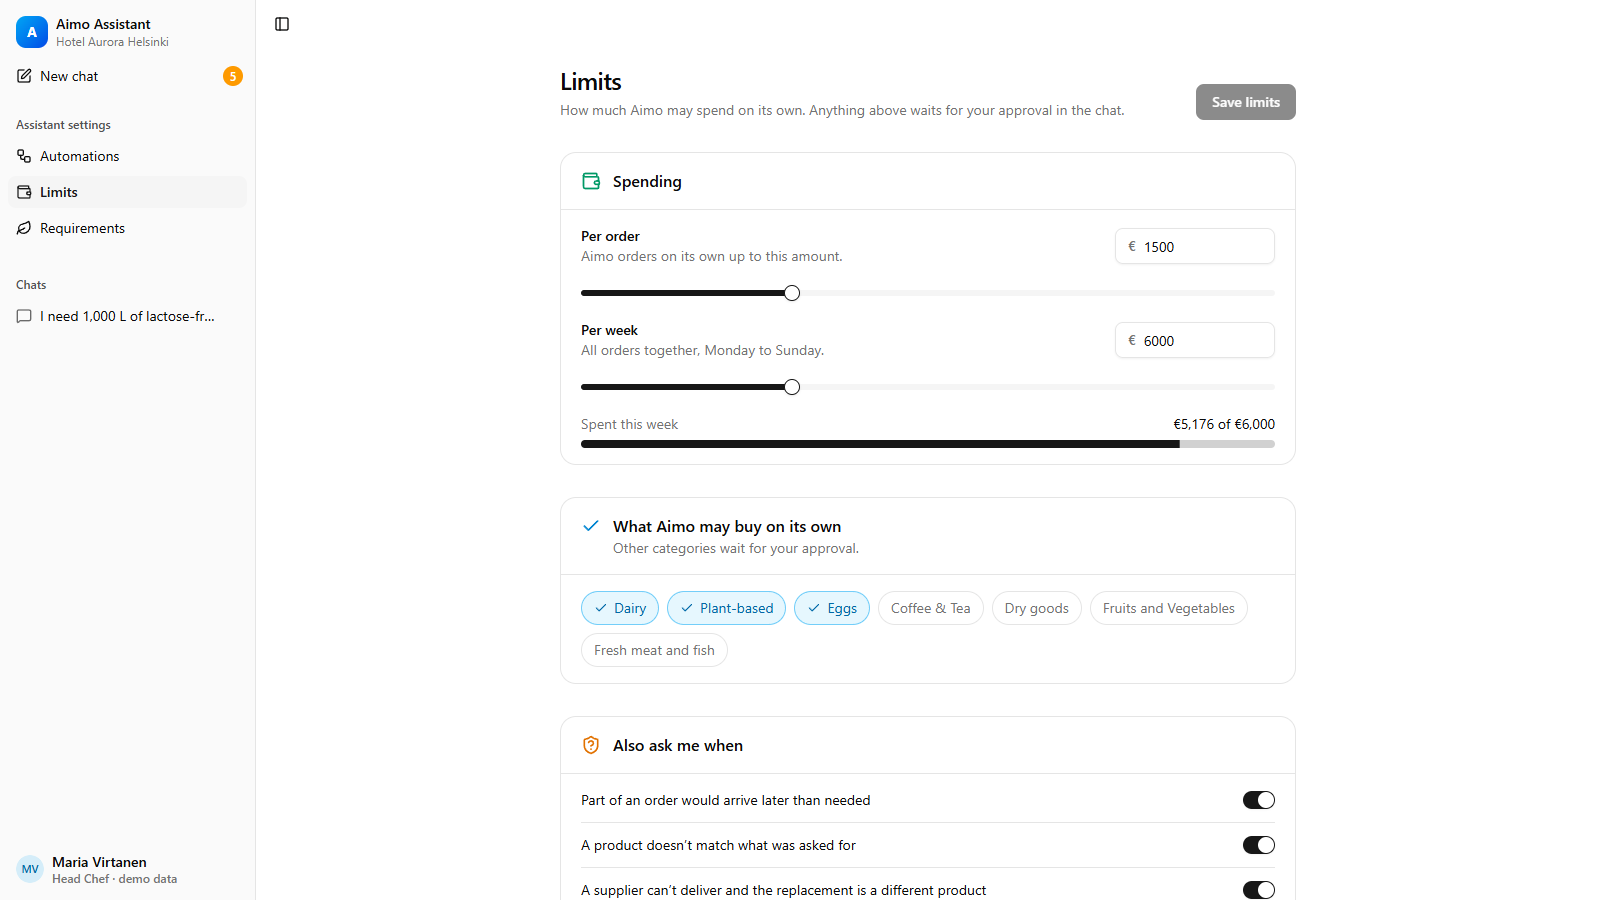 A
Aimo Assistant
Hotel Aurora Helsinki
New chat
5
Assistant settings
Automations
Limits
Requirements
Chats
I need 1,000 L of lactose-fr...
MV
Maria Virtanen
Head Chef · demo data
Limits
How much Aimo may spend on its own. Anything above waits for your approval in the chat.
Save limits
Spending
Per order
Aimo orders on its own up to this amount.
€ 1500
Per week
All orders together, Monday to Sunday.
€ 6000
Spent this week
€5,176 of €6,000
What Aimo may buy on its own
Other categories wait for your approval.
Dairy
Plant-based
Eggs
Coffee & Tea
Dry goods
Fruits and Vegetables
Fresh meat and fish
Also ask me when
Part of an order would arrive later than needed
A product doesn’t match what was asked for
A supplier can’t deliver and the replacement is a different product